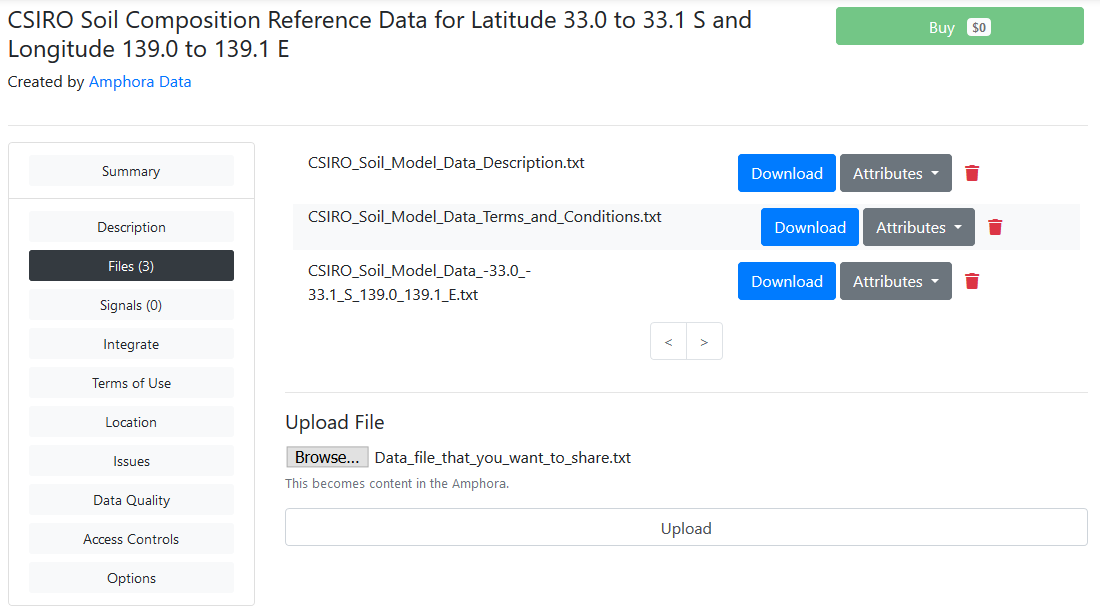 CSIRO Soil Composition Reference Data for Latitude 33.0 to 33.1 S and
Longitude 139.0 to 139.1 E
Buy $0
Created by Amphora Data
Summary
Description
Files (3)
Signals (0)
Integrate
Terms of Use
Location
Issues
Data Quality
Access Controls
Options
CSIRO_Soil_Model_Data_Description.txt
Download Attributes
CSIRO_Soil_Model_Data_Terms_and_Conditions.txt
Download Attributes
CSIRO_Soil_Model_Data_-33.0_-
33.1_S_139.0_139.1_E.txt
Download Attributes
< >
Upload File
Browse... Data_file_that_you_want_to_share.txt
This becomes content in the Amphora.
Upload